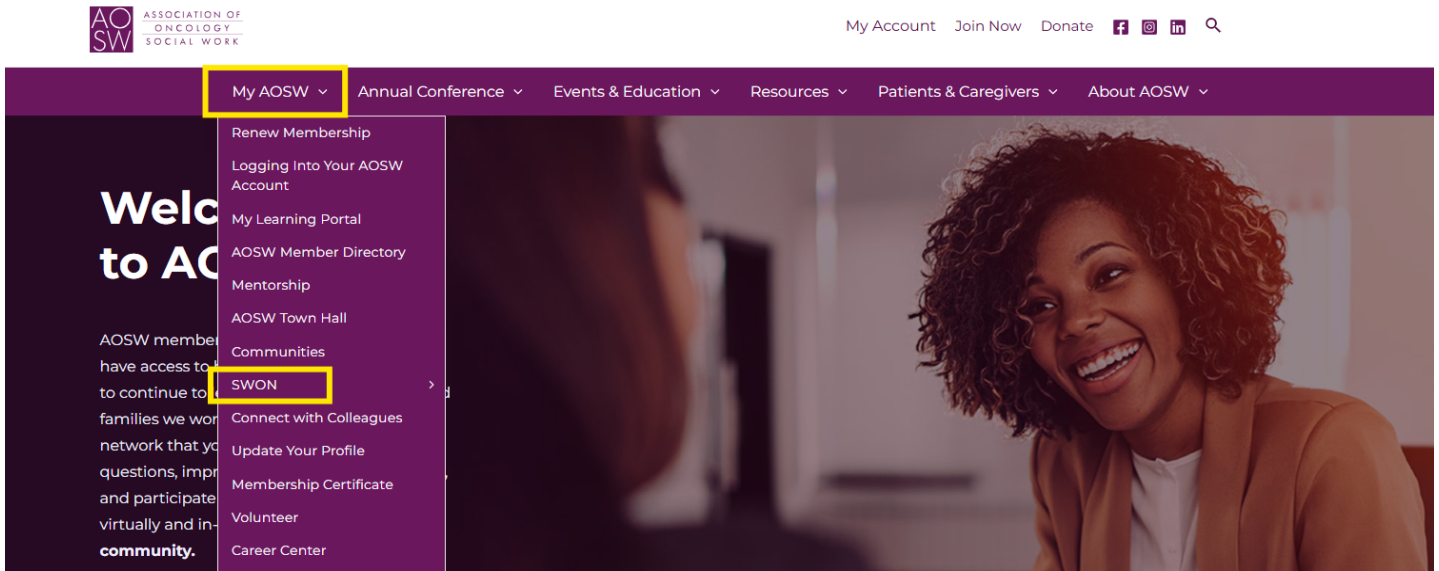 AO
SW
ASSOCIATION OF
ONCOLOGY
SOCIAL WORK
My Account Join Now Donate
My AOSW Annual Conference Events & Education Resources Patients & Caregivers About AOSW
Renew Membership
Logging Into Your AOSW
Account
My Learning Portal
AOSW Member Directory
Mentorship
AOSW Town Hall
Communities
SWON
Connect with Colleagues
Update Your Profile
Membership Certificate
Volunteer
Career Center
Welc
to AO
AOSW member
have access to
to continue to
families we wor
network that yo
questions, impr
and participate
virtually and in-
community.